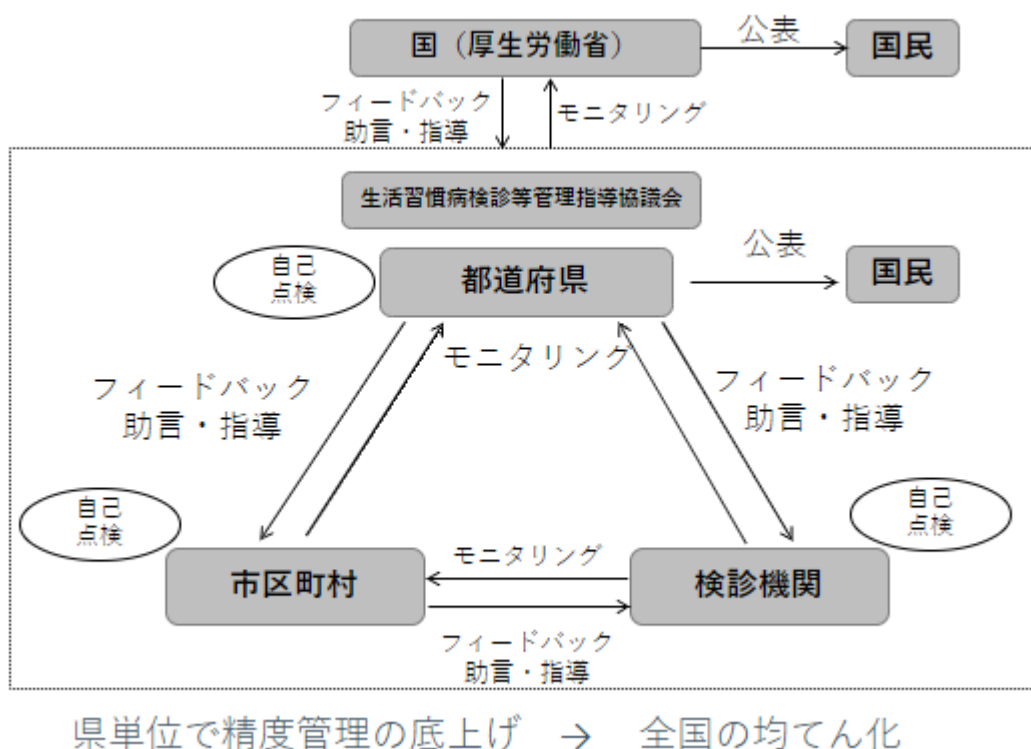 国（厚生労働省）
公表
国民
フィードバック
助言・指導
モニタリング
生活習慣病検診等管理指導協議会
自己
点検
都道府県
公表
国民
モニタリング
フィードバック
助言・指導
フィードバック
助言・指導
自己
点検
自己
点検
市区町村
モニタリング
検診機関
フィードバック
助言・指導
県単位で精度管理の底上げ → 全国の均てん化